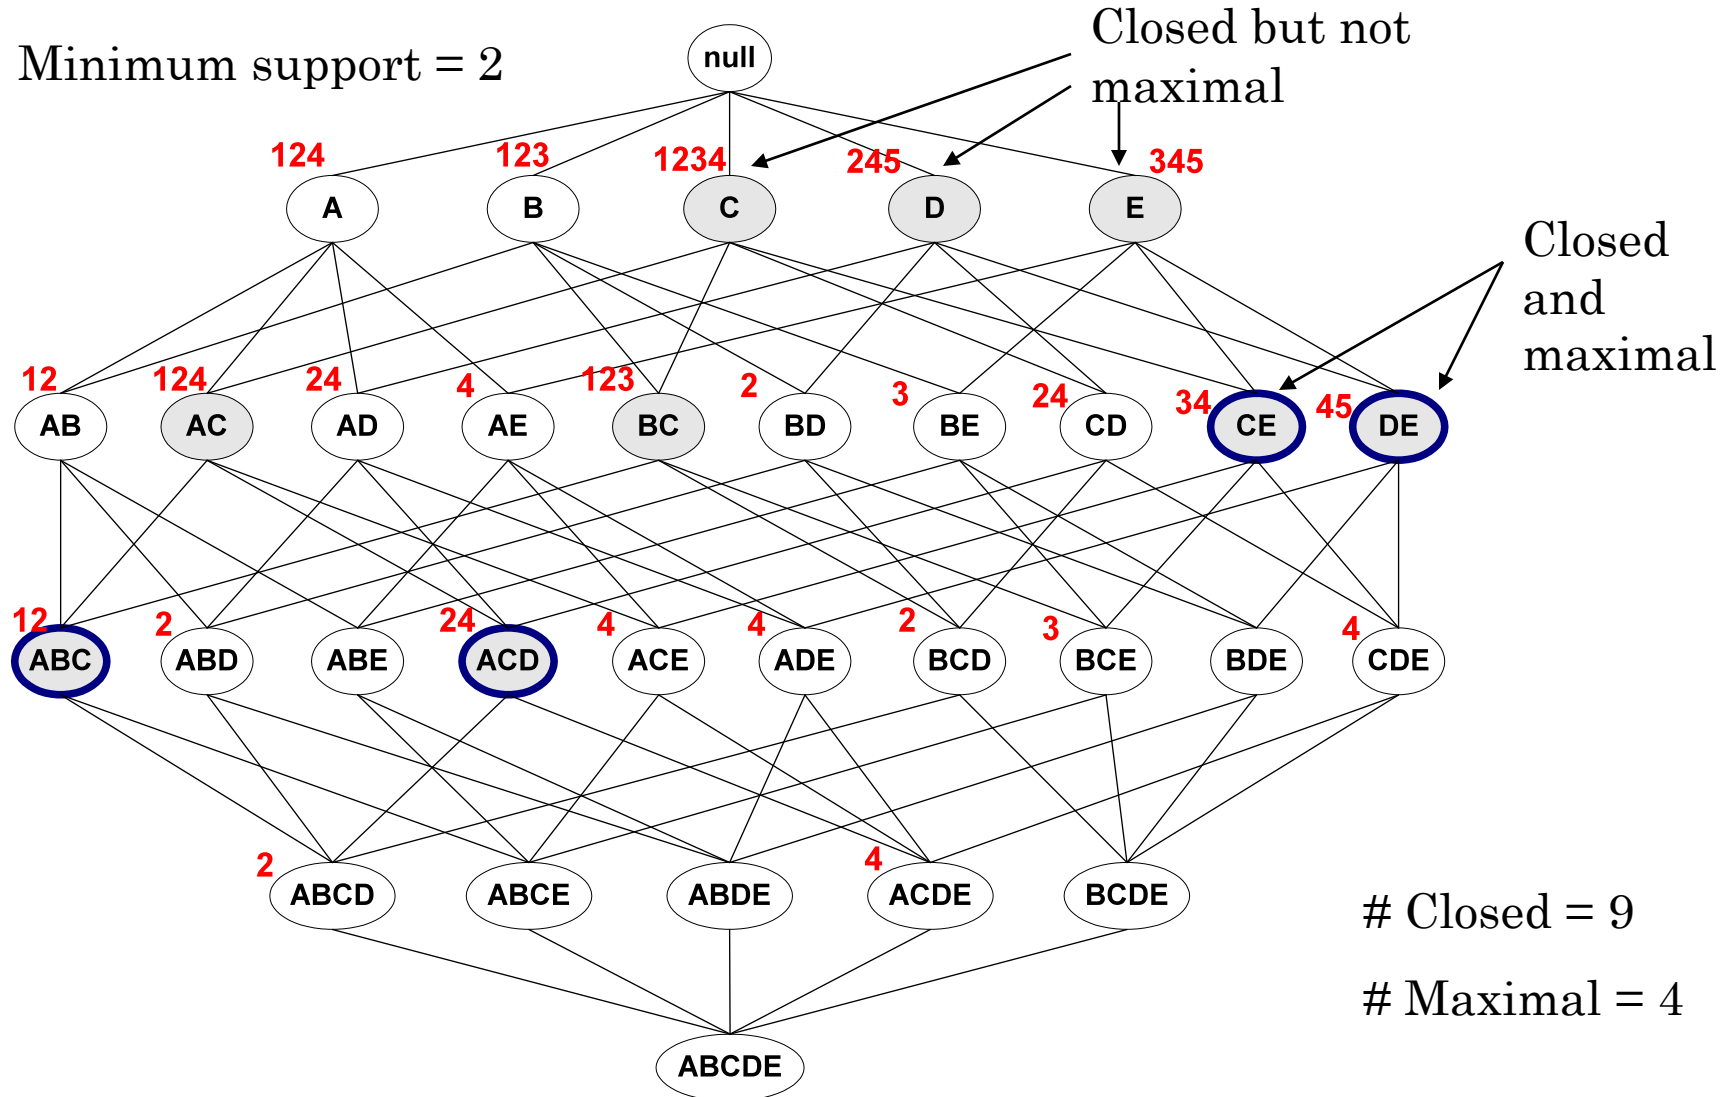 Minimum support = 2
Closed but not
maximal
null
124 123 1234 245 345
A B C D E
Closed
and
maximal
12 124 24 4 123 2 3 24 34 45
AB AC AD AE BC BD BE CD CE DE
12 2 24 4 4 2 3 4
ABC ABD ABE ACD ACE ADE BCD BCE BDE CDE
2 4
ABCD ABCE ABDE ACDE BCDE
# Closed = 9
# Maximal = 4
ABCDE